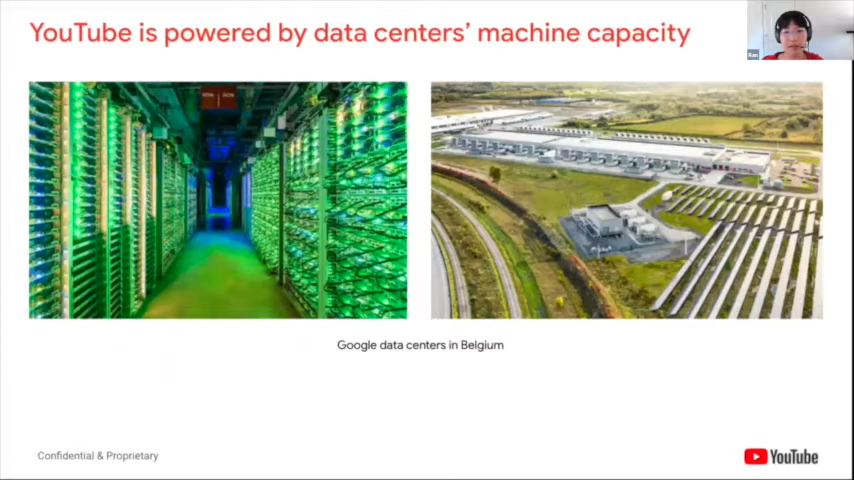 YouTube is powered by data centers’ machine capacity
Google data centers in Belgium
Confidential & Proprietary
YouTube